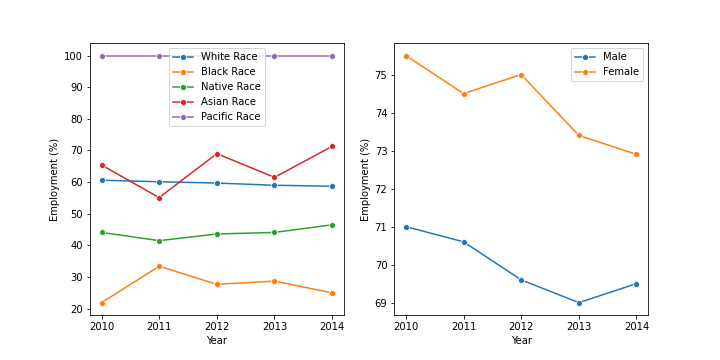 100
90
80
70
60
50
40
30
20
Employment (%)
2010 2011 2012 2013 2014
Year
White Race
Black Race
Native Race
Asian Race
Pacific Race
75
74
73
72
71
70
69
Employment (%)
2010 2011 2012 2013 2014
Year
Male
Female